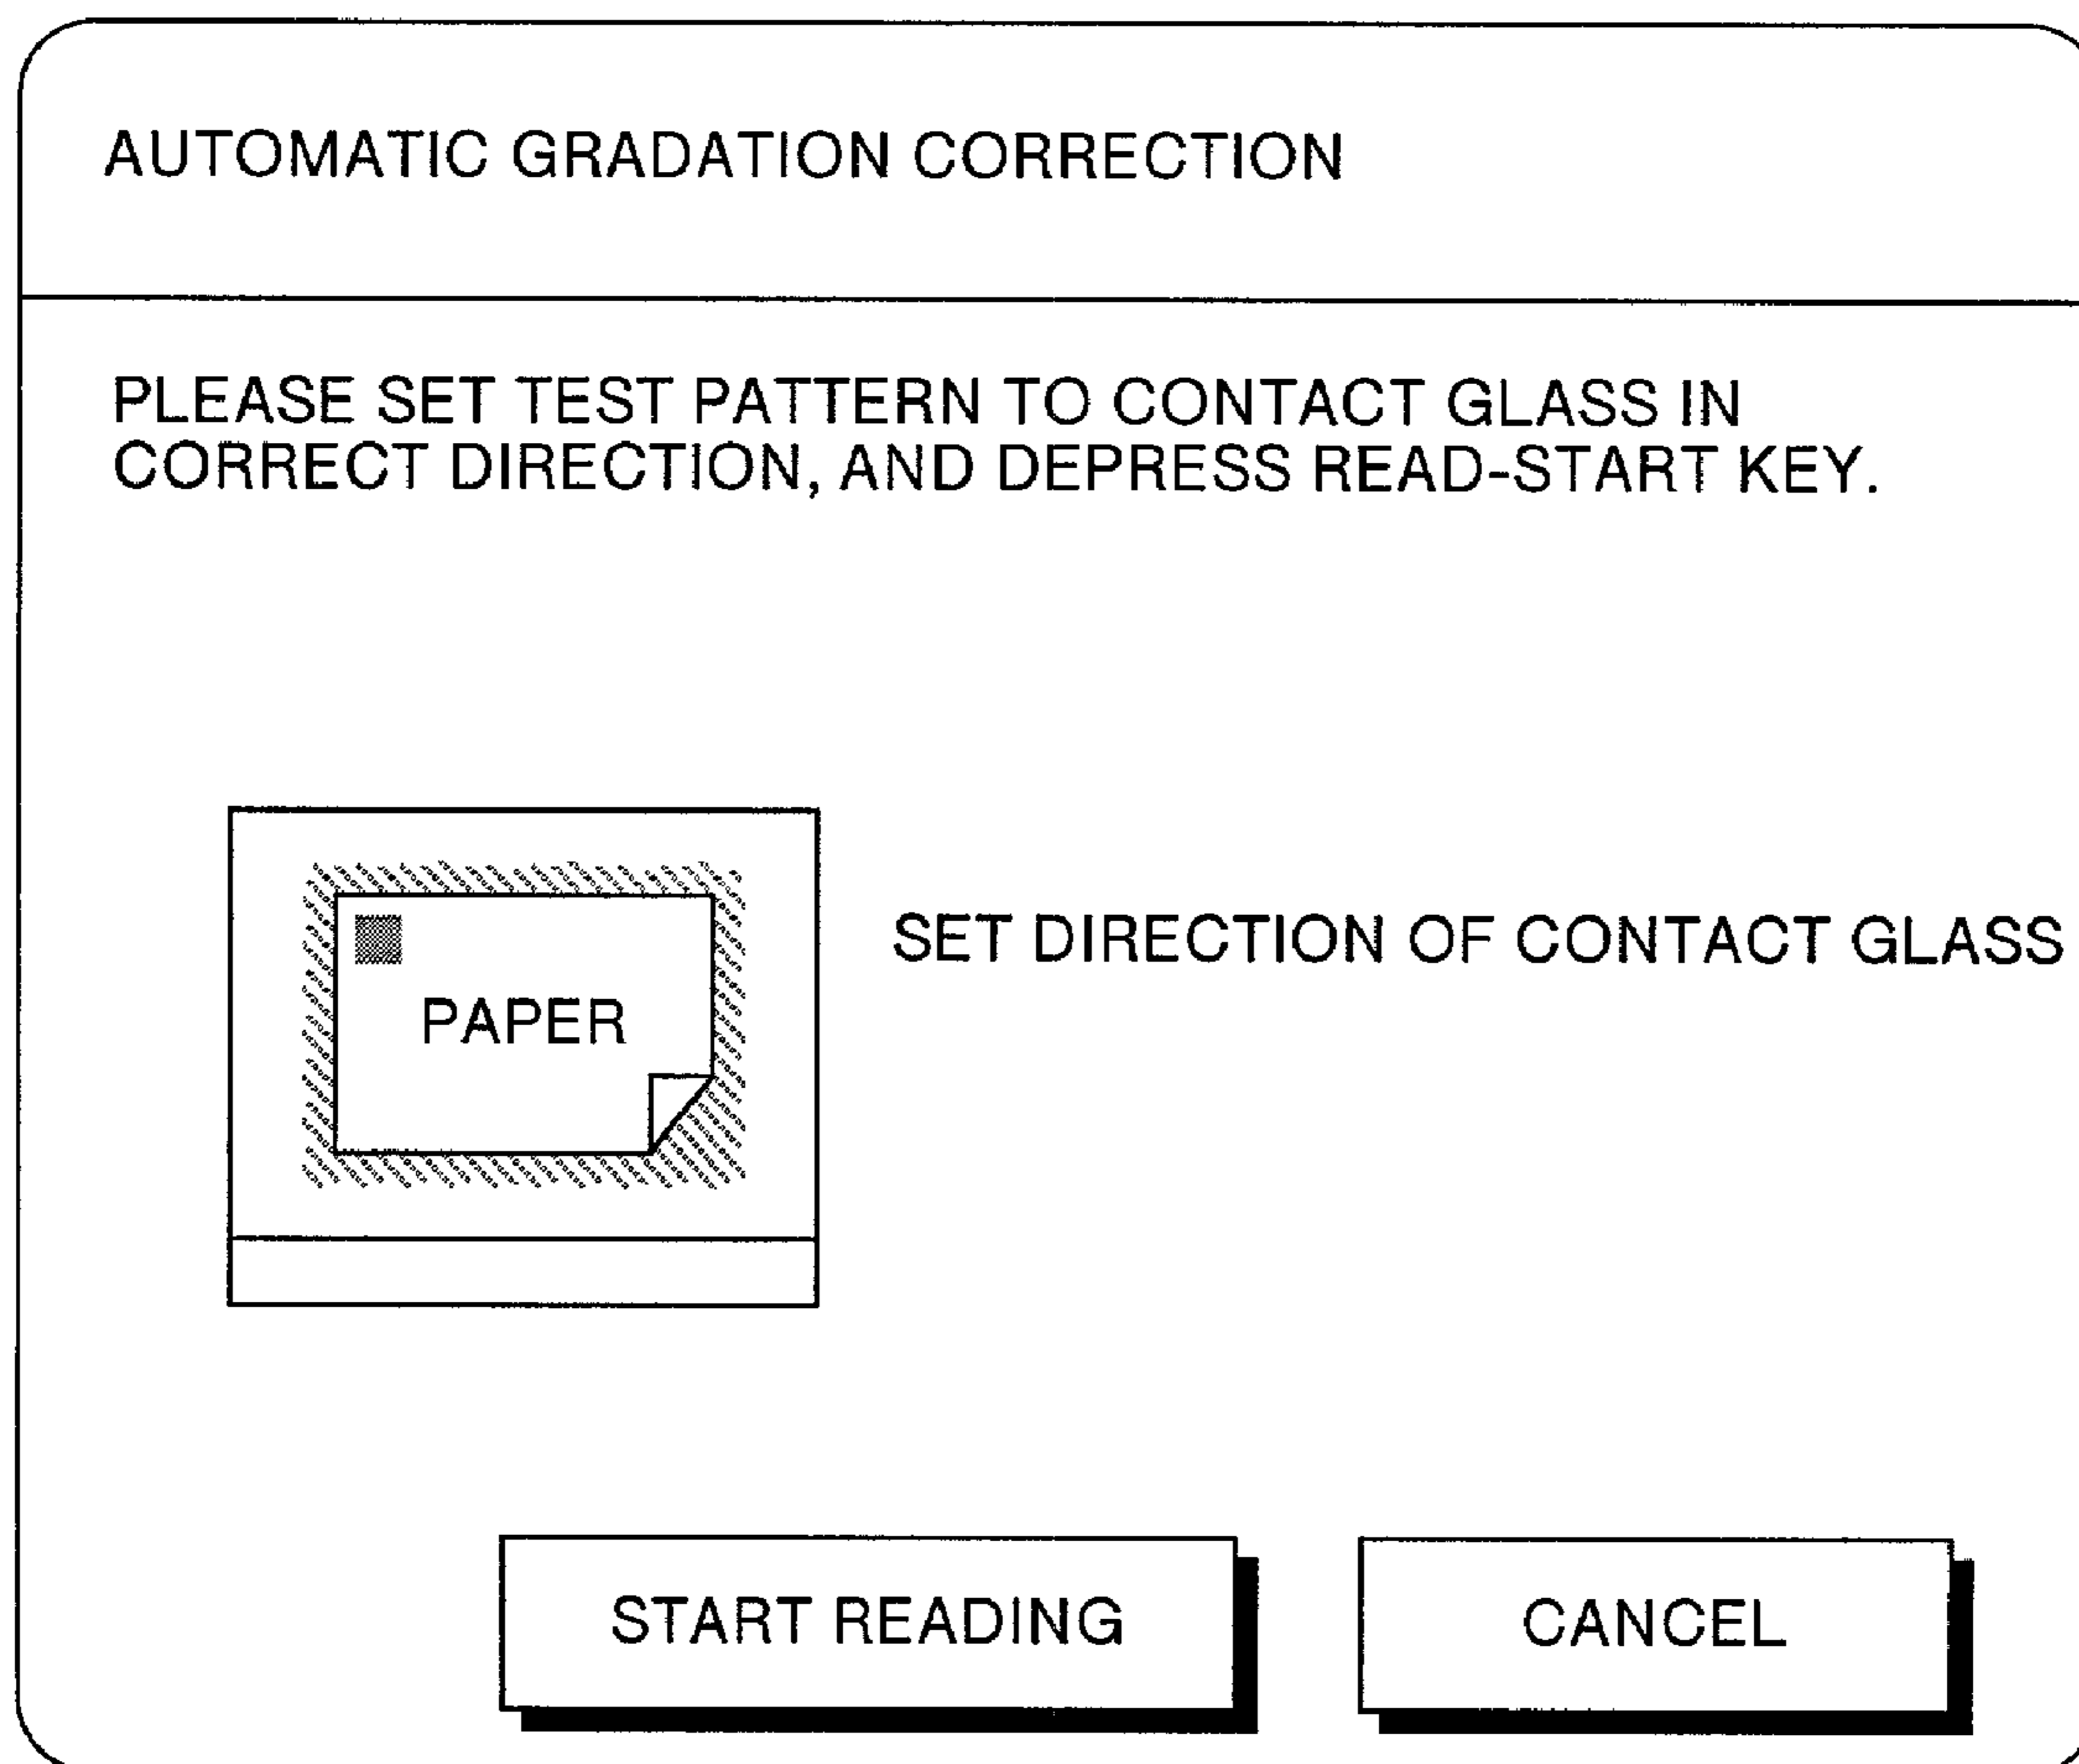 AUTOMATIC GRADATION CORRECTION
PLEASE SET TEST PATTERN TO CONTACT GLASS IN
CORRECT DIRECTION, AND DEPRESS READ-START KEY.
SET DIRECTION OF CONTACT GLASS
PAPER
START READING
CANCEL